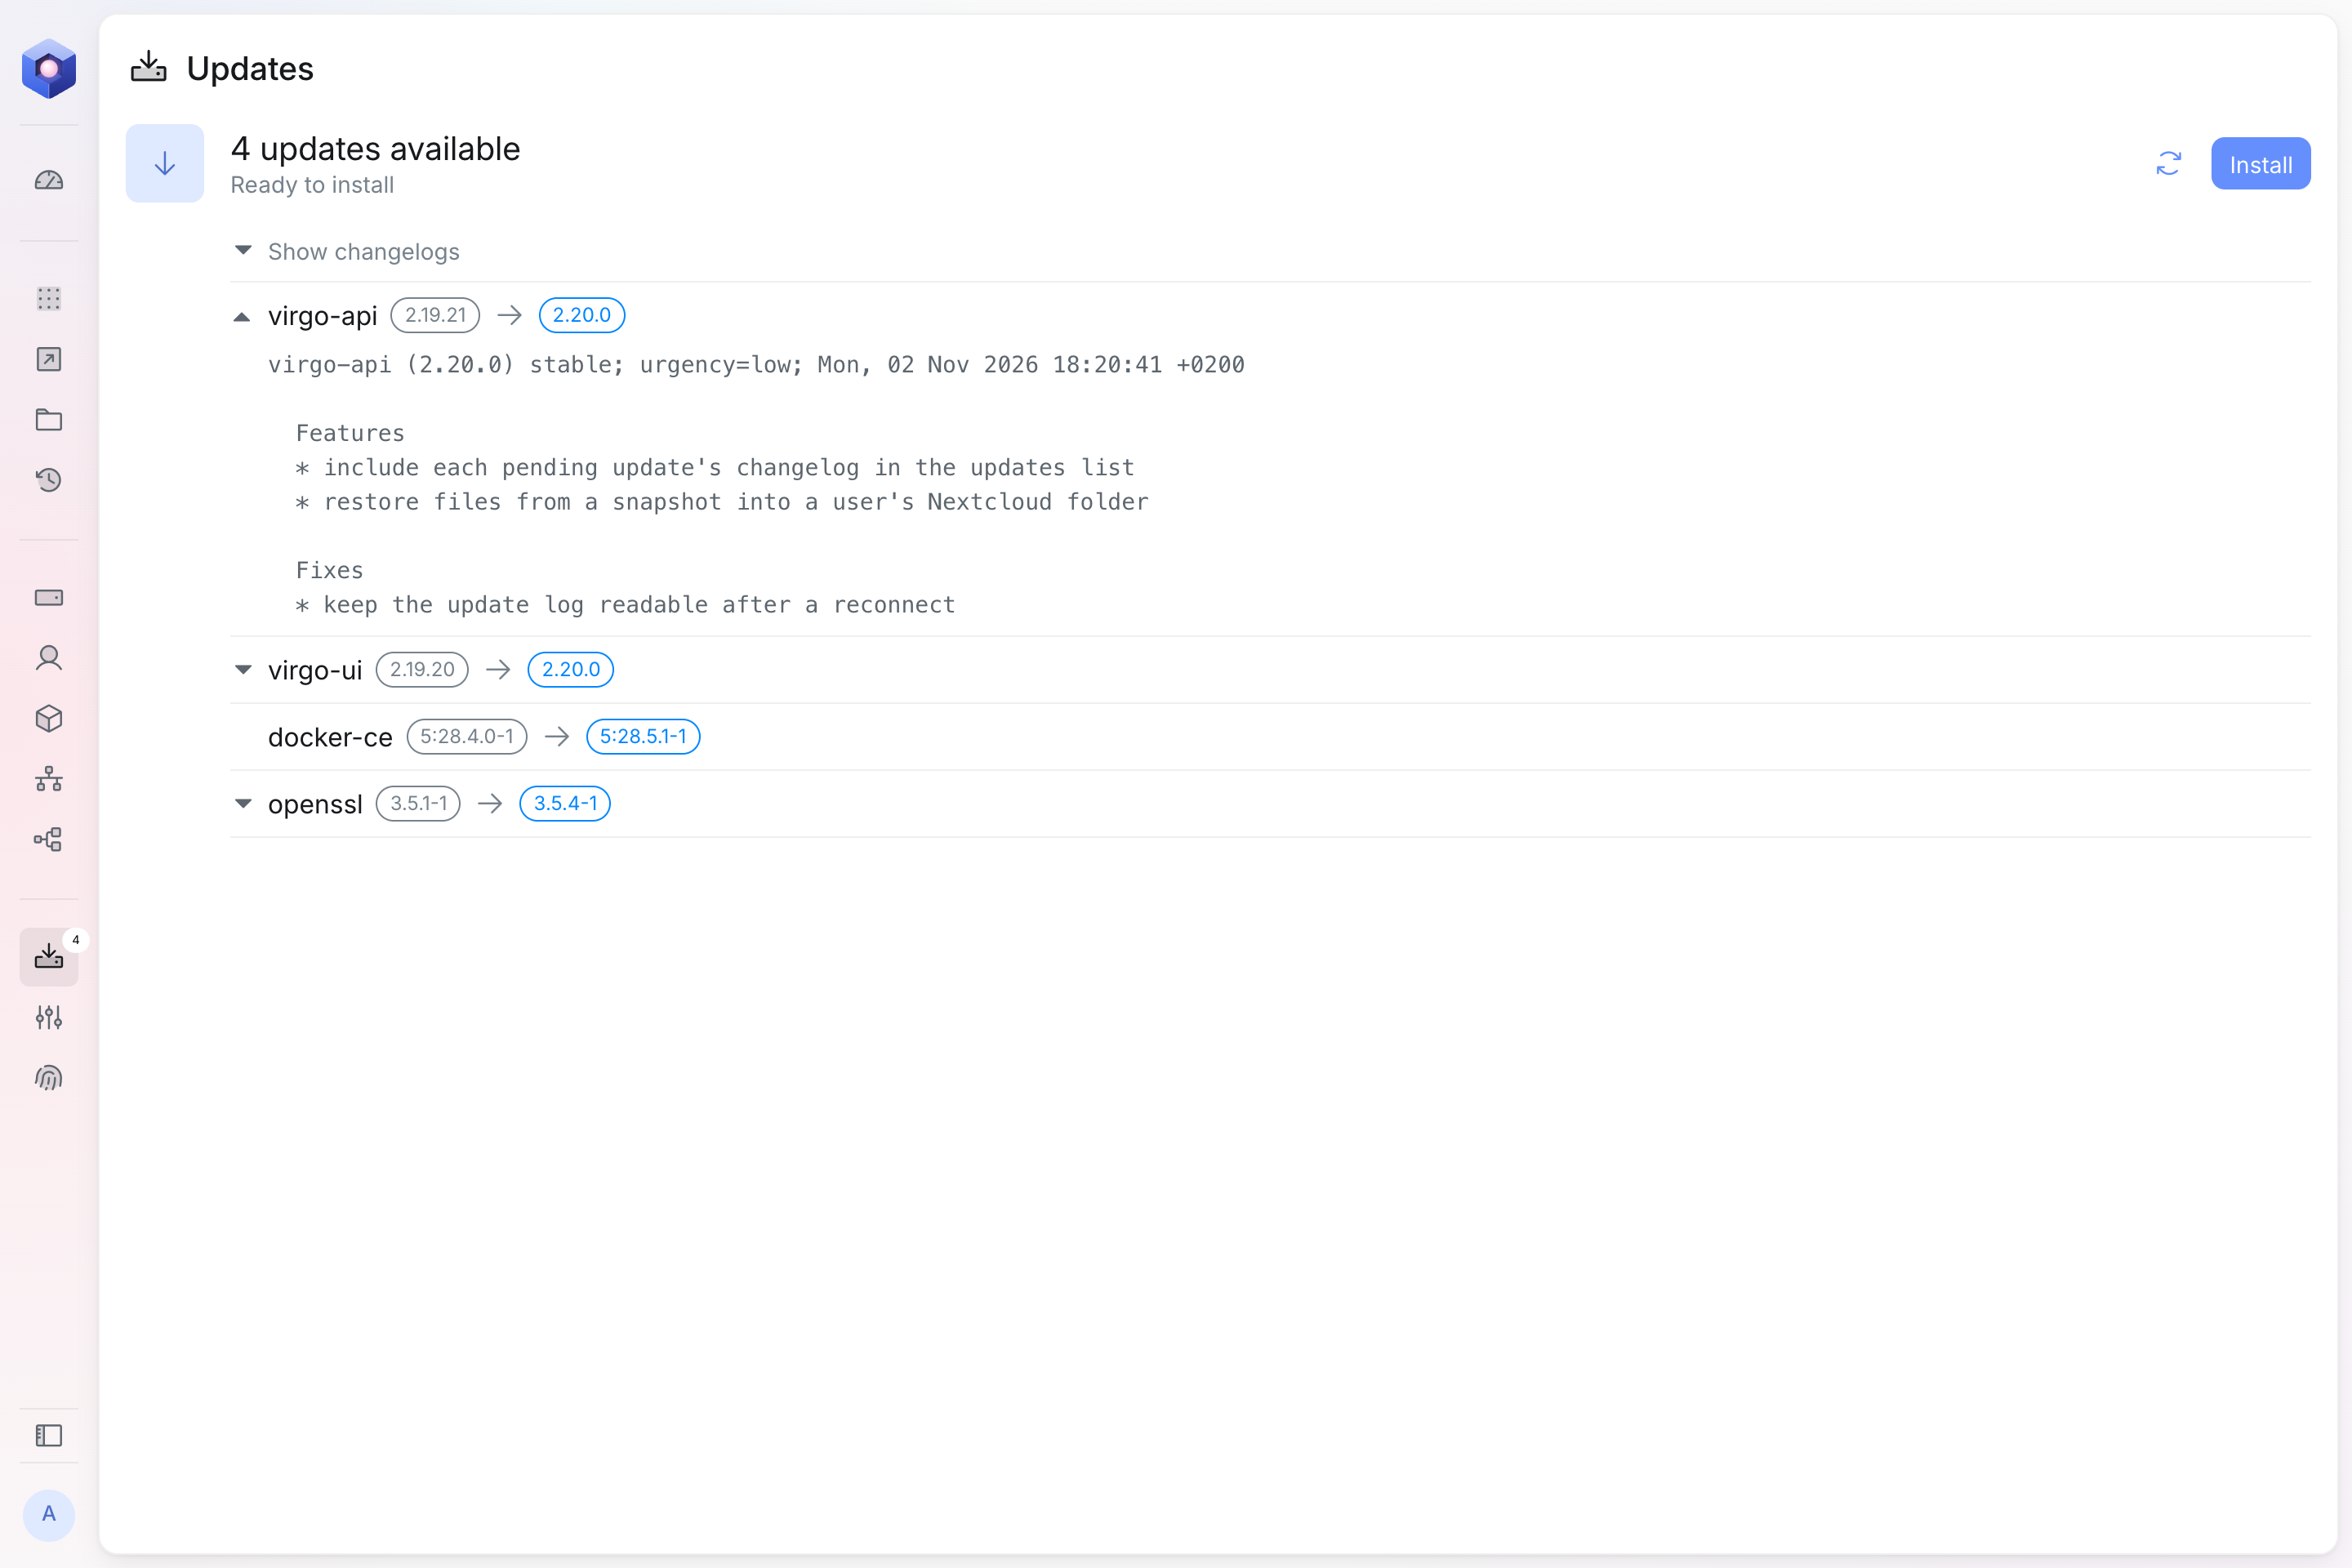 Updates
4 updates available
Ready to install
Install
Show changelogs
virgo-api 2.19.21 → 2.20.0
virgo-api (2.20.0) stable; urgency=low; Mon, 02 Nov 2026 18:20:41 +0200
Features
* include each pending update's changelog in the updates list
* restore files from a snapshot into a user's Nextcloud folder
Fixes
* keep the update log readable after a reconnect
virgo-ui 2.19.20 → 2.20.0
docker-ce 5:28.4.0-1 → 5:28.5.1-1
openssl 3.5.1-1 → 3.5.4-1
4
A